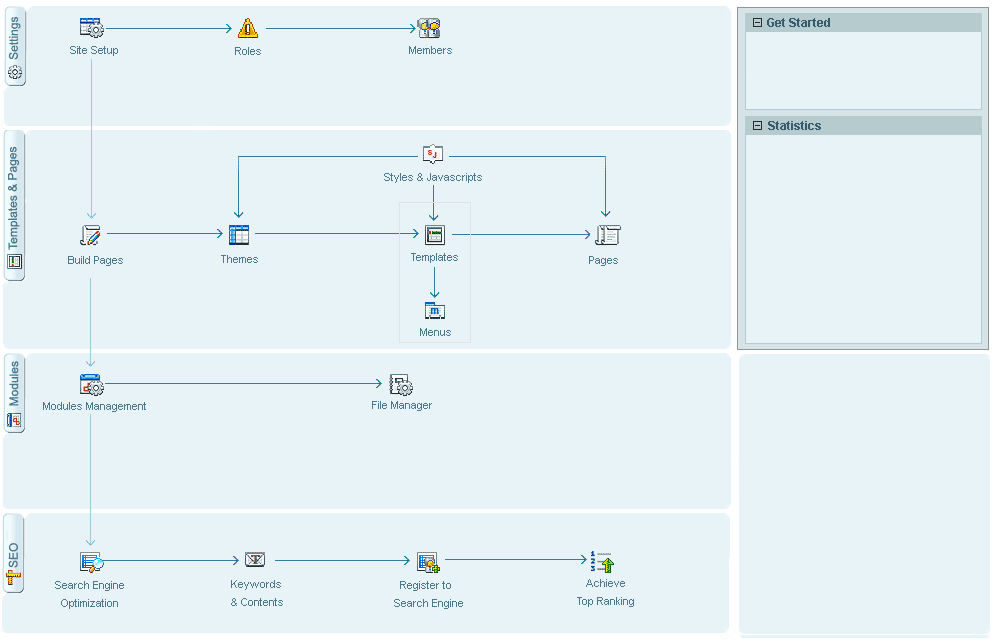 Settings
Site Setup
Roles
Members
Get Started
Statistics
Templates & Pages
Styles & Javascripts
Build Pages
Themes
Templates
Pages
Menus
Modules
Modules Management
File Manager
SEO
Search Engine
Optimization
Keywords
& Contents
Register to
Search Engine
Achieve
Top Ranking